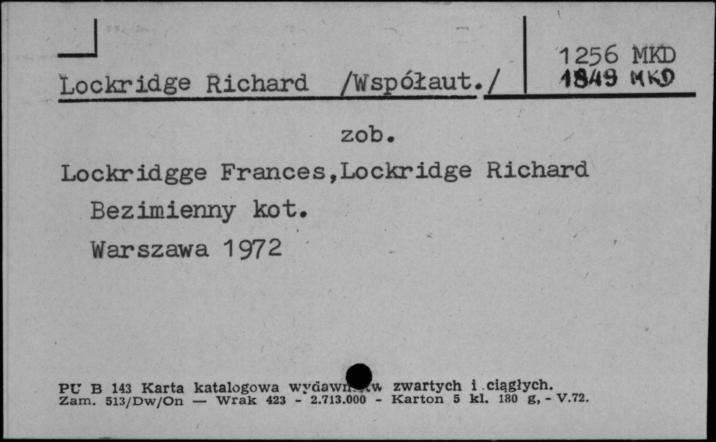 1256 MKD
Lockridge Richard /Współaut./ 1849 MKD
zob.
Lockridgge Frances,Lockridge Richard
Bezimienny kot.
Warszawa 1972
PU B 143 Karta katalogowa wydawnictw zwartych i ciągłych.
Zam. 513/Dw/On — Wrak 423 - 2.713.000 - Karton 5 kl. 180 g, - V.72.